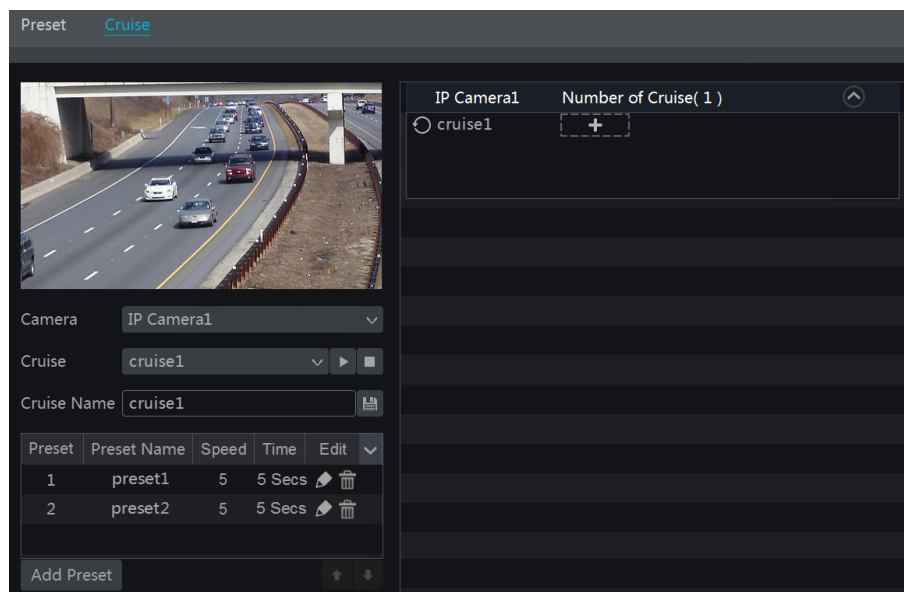 Preset Cruise
IP Camera1 Number of Cruise( 1 )
cruise1
Camera IP Camera1
Cruise cruise1
Cruise Name cruise1
Preset Preset Name Speed Time Edit
1 preset1 5 5 Secs
2 preset2 5 5 Secs
Add Preset